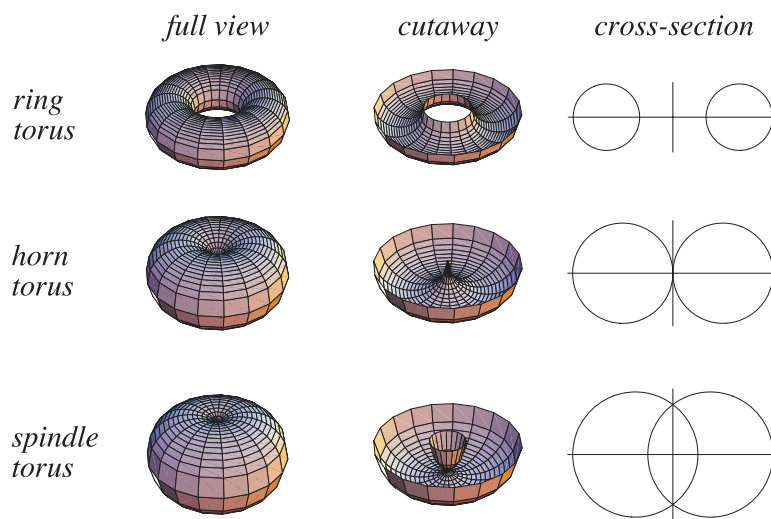 full view
cutaway
cross-section
ring
torus
horn
torus
spindle
torus